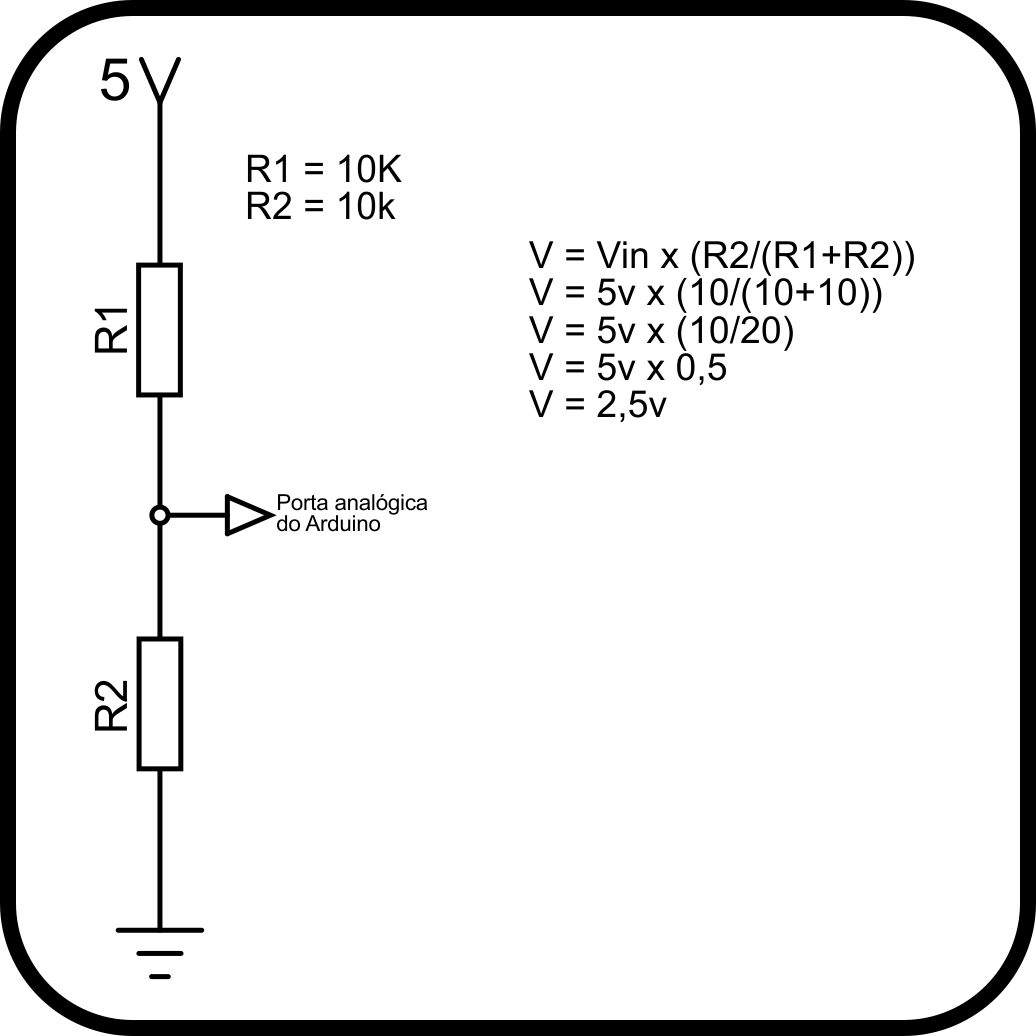 5V
R1 = 10K
R2 = 10k
V = Vin x (R2/(R1+R2))
V = 5v x (10/(10+10))
V = 5v x (10/20)
V = 5v x 0,5
V = 2,5v
R1
Porta analógica
do Arduino
R2